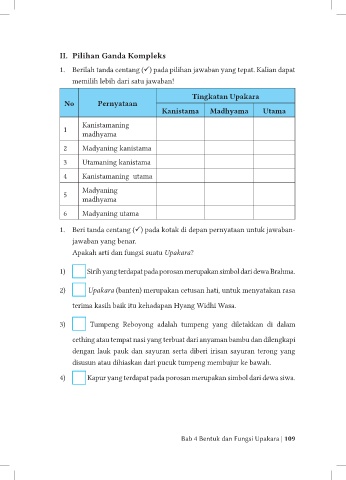 II. Pilihan Ganda Kompleks
1. Berilah tanda centang (✓) pada pilihan jawaban yang tepat. Kalian dapat
memilih lebih dari satu jawaban!
No Pernyataan Tingkatan Upakara
Kanistama Madhyama Utama
1 Kanistamaning
madhyama
2 Madyaning kanistama
3 Utamaning kanistama
4 Kanistamaning utama
5 Madyaning
madhyama
6 Madyaning utama
1. Beri tanda centang (✓) pada kotak di depan pernyataan untuk jawaban-
jawaban yang benar.
Apakah arti dan fungsi suatu Upakara?
1) Sirih yang terdapat pada porosan merupakan simbol dari dewa Brahma.
2) Upakara (banten) merupakan cetusan hati, untuk menyatakan rasa
terima kasih baik itu kehadapan Hyang Widhi Wasa.
3) Tumpeng Reboyong adalah tumpeng yang diletakkan di dalam
cething atau tempat nasi yang terbuat dari anyaman bambu dan dilengkapi
dengan lauk pauk dan sayuran serta diberi irisan sayuran terong yang
disusun atau dihiaskan dari pucuk tumpeng membujur ke bawah.
4) Kapur yang terdapat pada porosan merupakan simbol dari dewa siwa.
Bab 4 Bentuk dan Fungsi Upakara | 109